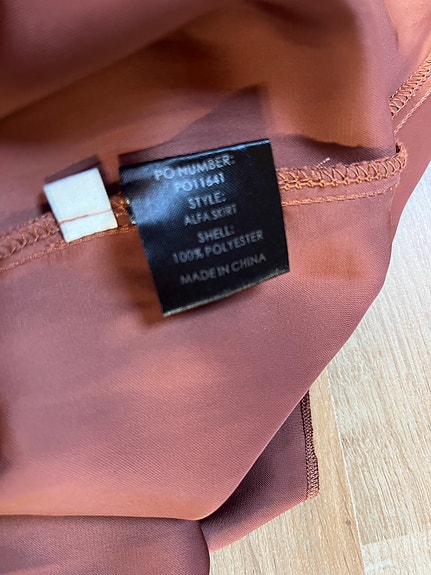 PO NUMBER:
PO11641
STYLE:
ALFA SKIRT
SHELL:
100% POLYESTER
MADE IN CHINA